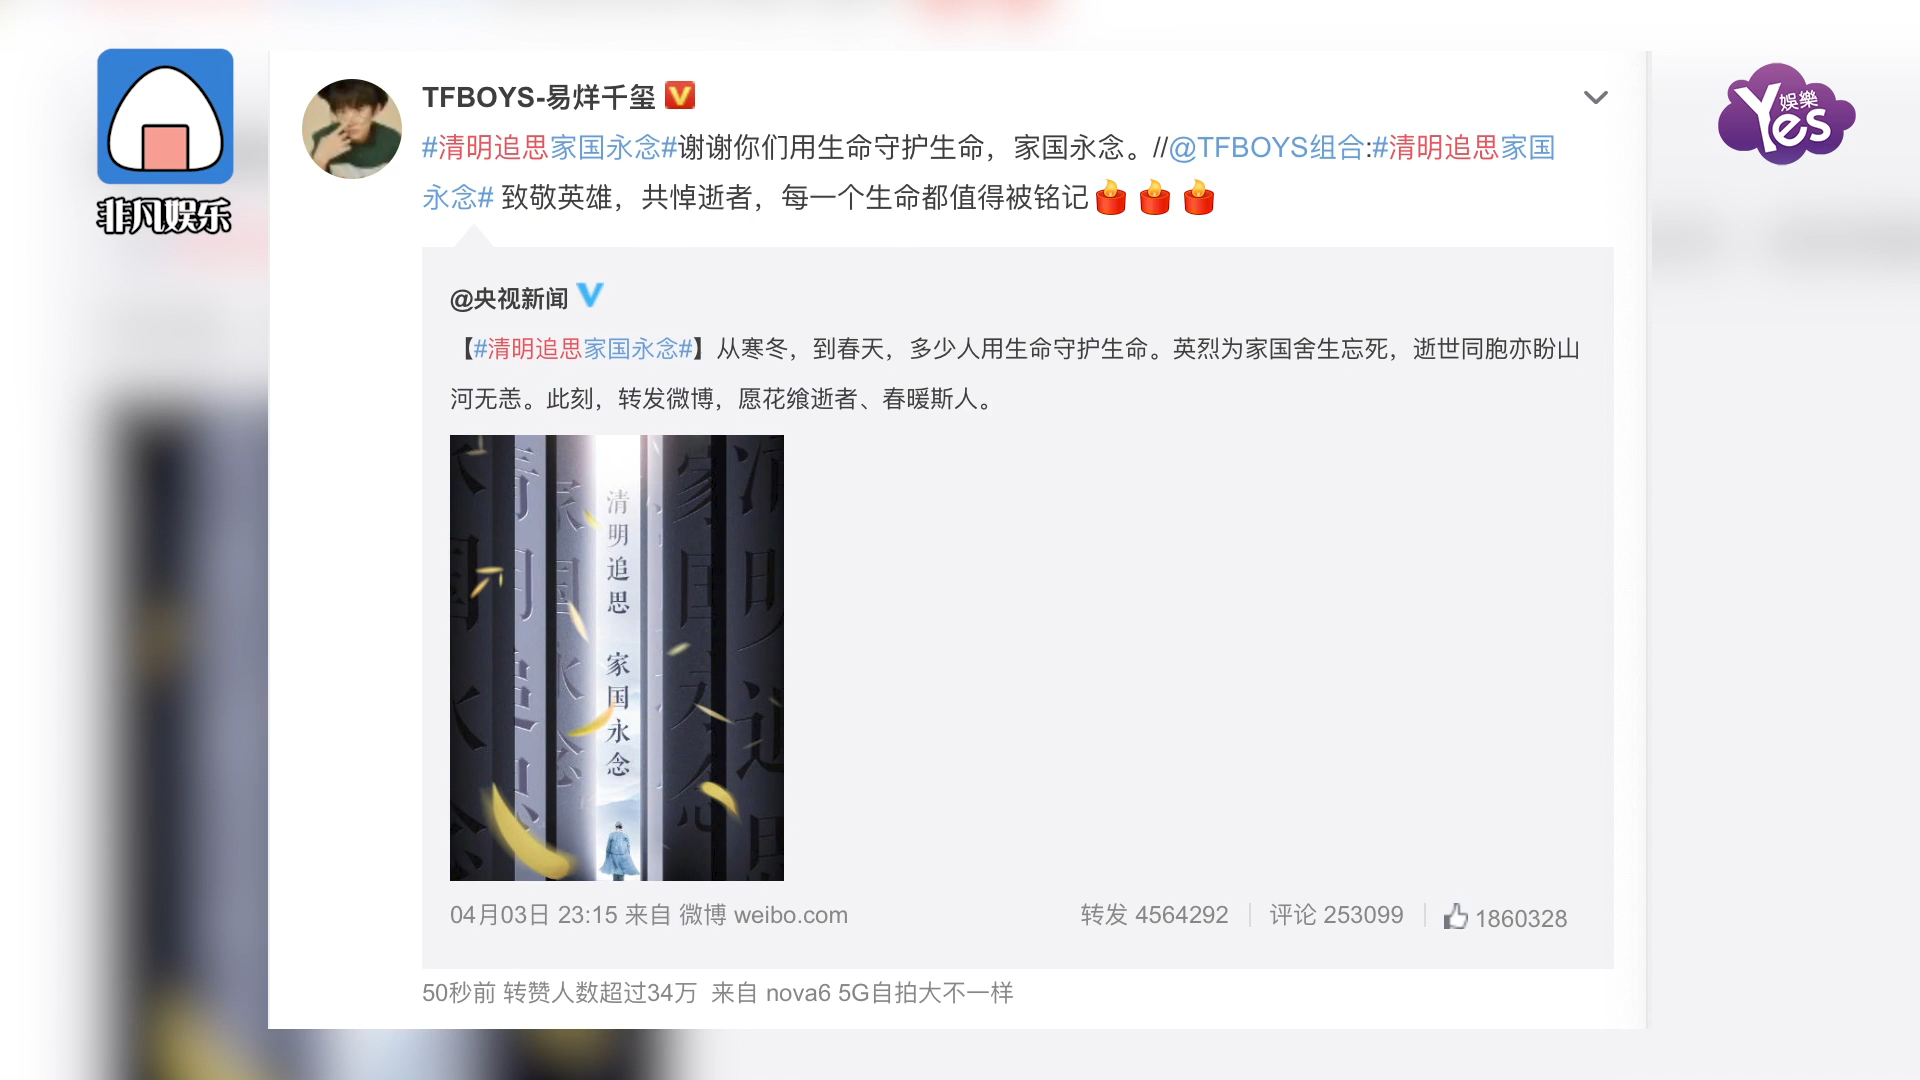 TFBOYS-易烊千玺
#清明追思家国永念#谢谢你们用生命守护生命，家国永念。//@TFBOYS组合:#清明追思家国
永念# 致敬英雄，共悼逝者，每一个生命都值得被铭记
@央视新闻
【#清明追思家国永念#】从寒冬，到春天，多少人用生命守护生命。英烈为家国舍生忘死，逝世同胞亦盼山
河无恙。此刻，转发微博，愿花飨逝者、春暖斯人。
清明追思 家国永念
04月03日 23:15 来自 微博 weibo.com
转发 4564292 评论 253099 1860328
50秒前 转赞人数超过34万 来自 nova6 5G自拍大不一样
非凡娱乐
Yes 娛樂